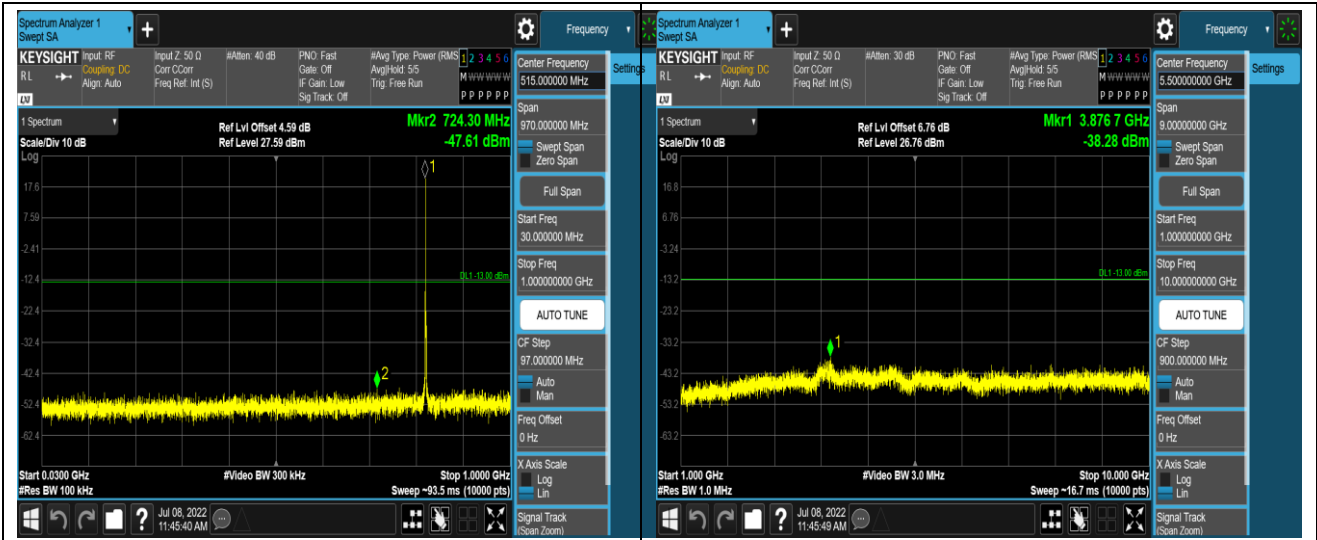 Spectrum Analyzer 1
Swept SA
+
Frequency
KEYSIGHT
RL
LXI
Input: RF
Coupling: DC
Align: Auto
Input Z: 50 Ω
Corr CCorr
Freq Ref: Int (S)
#Atten: 40 dB
PNO: Fast
Gate: Off
IF Gain: Low
Sig Track: Off
#Avg Type: Power (RMS
Avg|Hold: 5/5
Trig: Free Run
1 2 3 4 5 6
M W W W W W
P P P P P P
Center Frequency
515.000000 MHz
Settings
1 Spectrum
Scale/Div 10 dB
Log
Ref Lvl Offset 4.59 dB
Ref Level 27.59 dBm
Mkr2 724.30 MHz
-47.61 dBm
Span
970.000000 MHz
Swept Span
Zero Span
Full Span
Start Freq
30.000000 MHz
Stop Freq
1.000000000 GHz
AUTO TUNE
CF Step
97.000000 MHz
Auto
Man
Freq Offset
0 Hz
X Axis Scale
Log
Lin
Signal Track
(Span Zoom)
1
17.6
7.59
-2.41
-12.4
DL1 -13.00 dBm
-22.4
-32.4
-42.4
2
-52.4
-62.4
Start 0.0300 GHz
#Res BW 100 kHz
#Video BW 300 kHz
Stop 1.0000 GHz
Sweep ~93.5 ms (10000 pts)
?
Jul 08, 2022
11:45:40 AM
Spectrum Analyzer 1
Swept SA
+
Frequency
KEYSIGHT
RL
LXI
Input: RF
Coupling: DC
Align: Auto
Input Z: 50 Ω
Corr CCorr
Freq Ref: Int (S)
#Atten: 30 dB
PNO: Fast
Gate: Off
IF Gain: Low
Sig Track: Off
#Avg Type: Power (RMS
Avg|Hold: 5/5
Trig: Free Run
1 2 3 4 5 6
M W W W W W
P P P P P P
Center Frequency
5.500000000 GHz
Settings
1 Spectrum
Scale/Div 10 dB
Log
Ref Lvl Offset 6.76 dB
Ref Level 26.76 dBm
Mkr1 3.876 7 GHz
-38.28 dBm
Span
9.00000000 GHz
Swept Span
Zero Span
Full Span
Start Freq
1.000000000 GHz
Stop Freq
10.000000000 GHz
AUTO TUNE
CF Step
900.000000 MHz
Auto
Man
Freq Offset
0 Hz
X Axis Scale
Log
Lin
Signal Track
(Span Zoom)
16.8
6.76
-3.24
-13.2
DL1 -13.00 dBm
-23.2
-33.2
1
-43.2
-53.2
-63.2
Start 1.000 GHz
#Res BW 1.0 MHz
#Video BW 3.0 MHz
Stop 10.000 GHz
Sweep ~16.7 ms (10000 pts)
?
Jul 08, 2022
11:45:49 AM